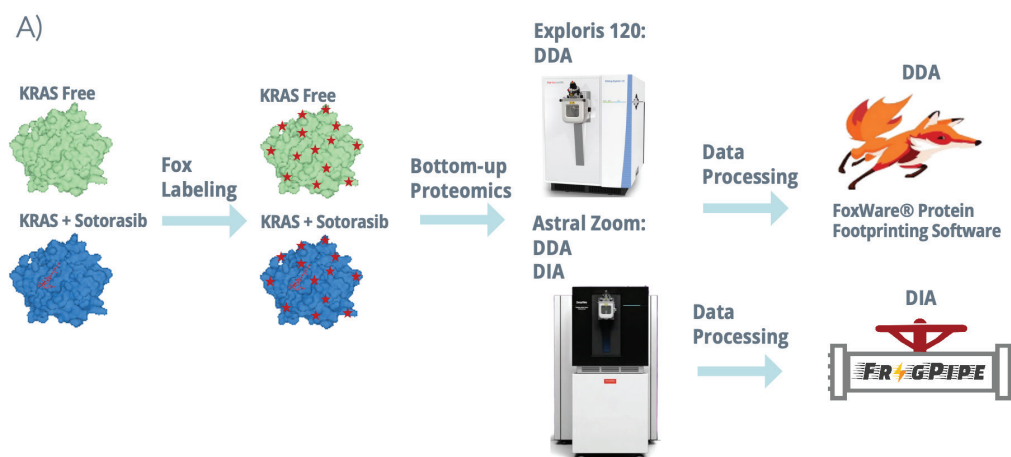 A)
KRAS Free
KRAS + Sotorasib
Fox
Labeling
KRAS Free
KRAS + Sotorasib
Bottom-up
Proteomics
Exploris 120:
DDA
Astral Zoom:
DDA
DIA
Data
Processing
Data
Processing
DDA
FoxWare® Protein
Footprinting Software
DIA
FRAGPIPE